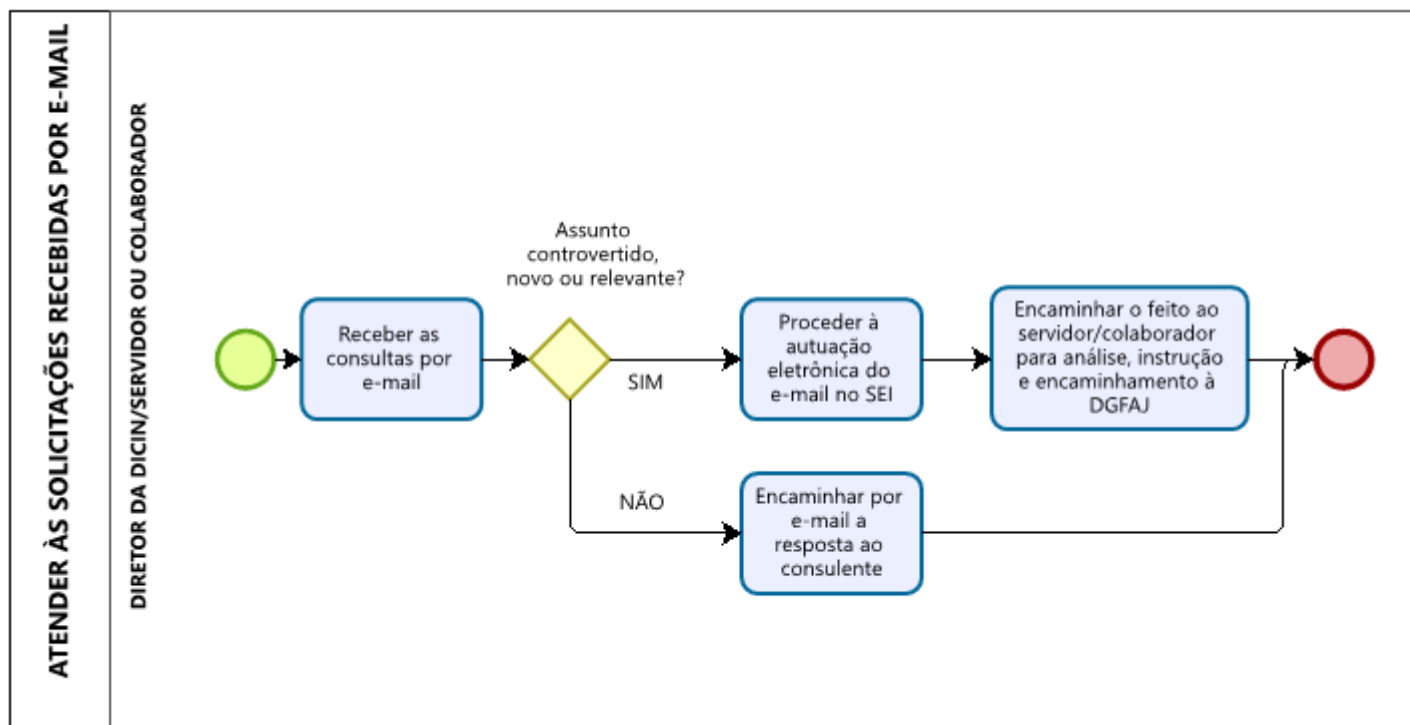 ATENDER ÀS SOLICITAÇÕES RECEBIDAS POR E-MAIL
DIRETOR DA DICIN/SERVIDOR OU COLABORADOR
Receber as
consultas por
e-mail
Assunto
controvertido,
novo ou relevante?
SIM
Proceder à
autuação
eletrônica do
e-mail no SEI
Encaminhar o feito ao
servidor/colaborador
para análise, instrução
e encaminhamento à
DGFAJ
NÃO
Encaminhar por
e-mail a
resposta ao
consulente